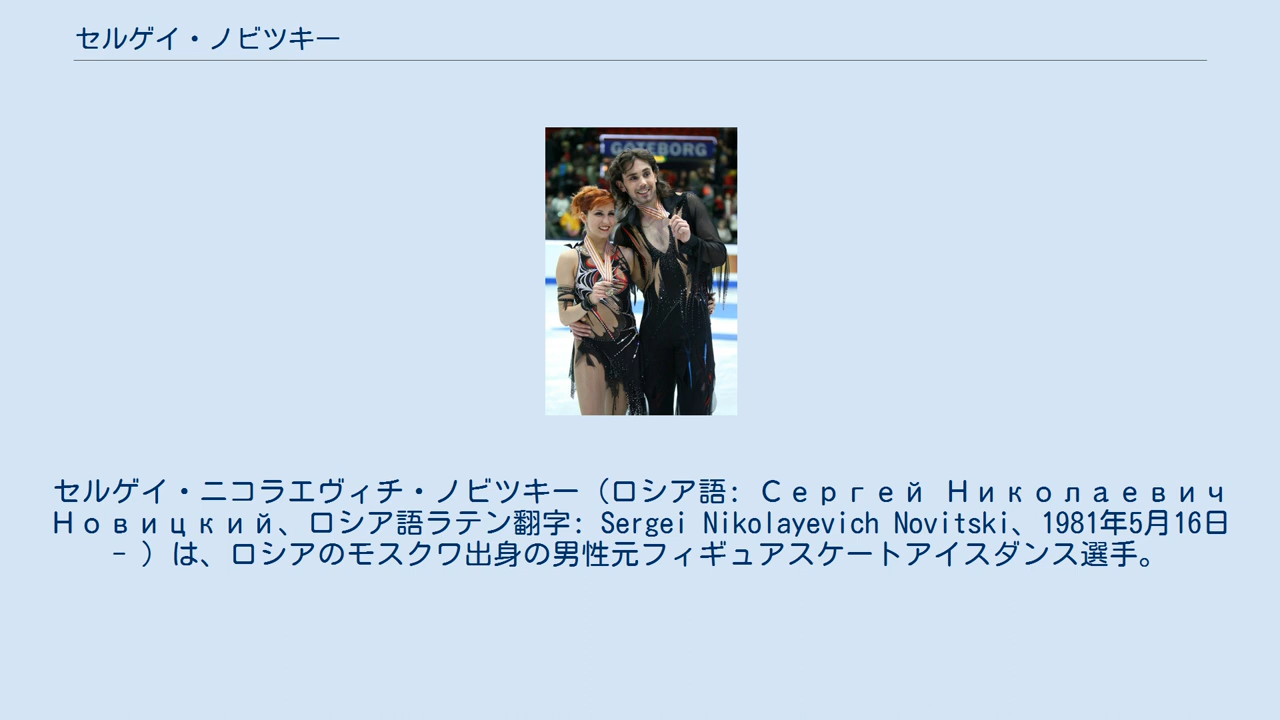 セルゲイ・ノビツキー
GÖTEBORG
セルゲイ・ニコラエヴィチ・ノビツキー（ロシア語: Сергей Николаевич
Новицкий、ロシア語ラテン翻字: Sergei Nikolayevich Novitski、1981年5月16日
- ）は、ロシアのモスクワ出身の男性元フィギュアスケートアイスダンス選手。